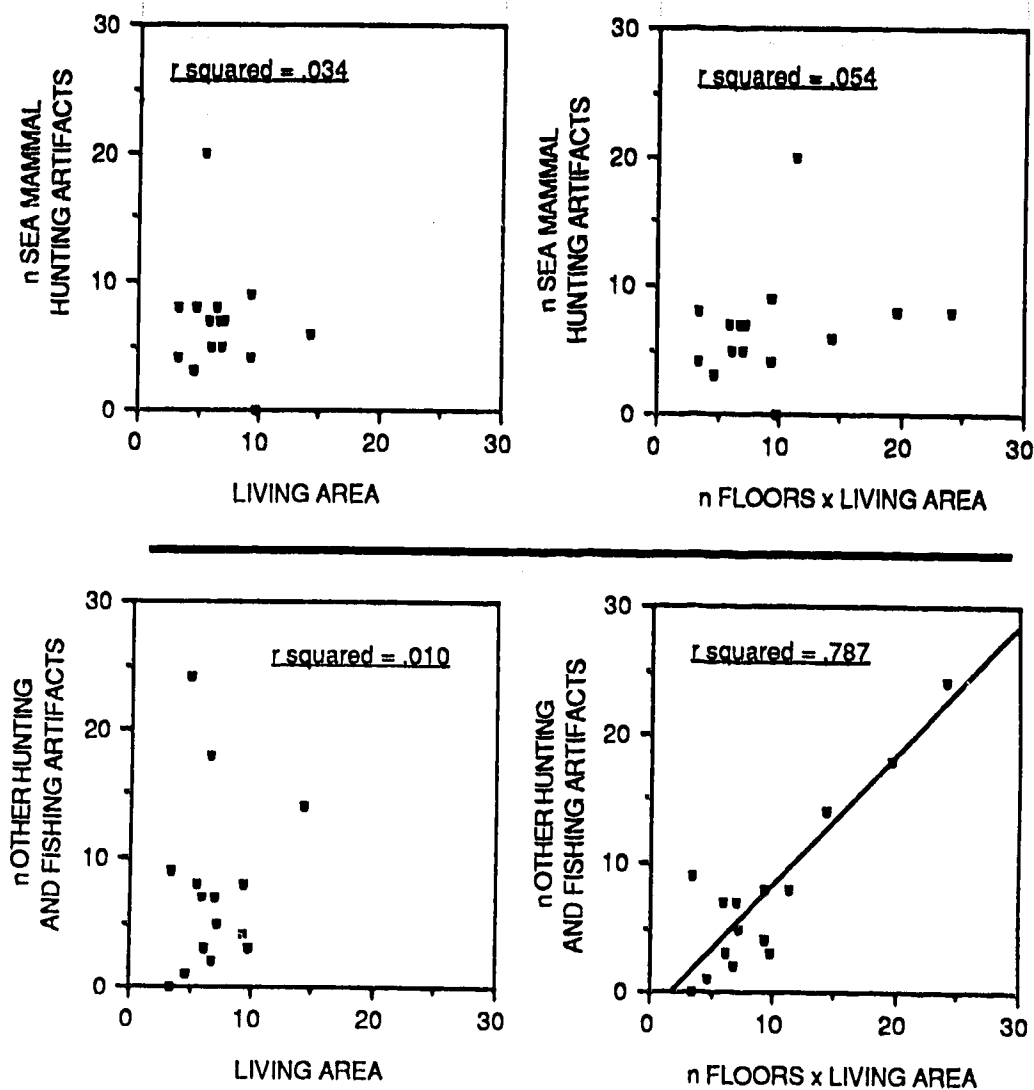 30
20
10
0
n SEA MAMMAL
HUNTING ARTIFACTS
r squared = .034
0 10 20 30
LIVING AREA
30
20
10
0
n SEA MAMMAL
HUNTING ARTIFACTS
r squared = .054
0 10 20 30
n FLOORS x LIVING AREA
30
20
10
0
n OTHER HUNTING
AND FISHING ARTIFACTS
r squared = .010
0 10 20 30
LIVING AREA
30
20
10
0
n OTHER HUNTING
AND FISHING ARTIFACTS
r squared = .787
0 10 20 30
n FLOORS x LIVING AREA